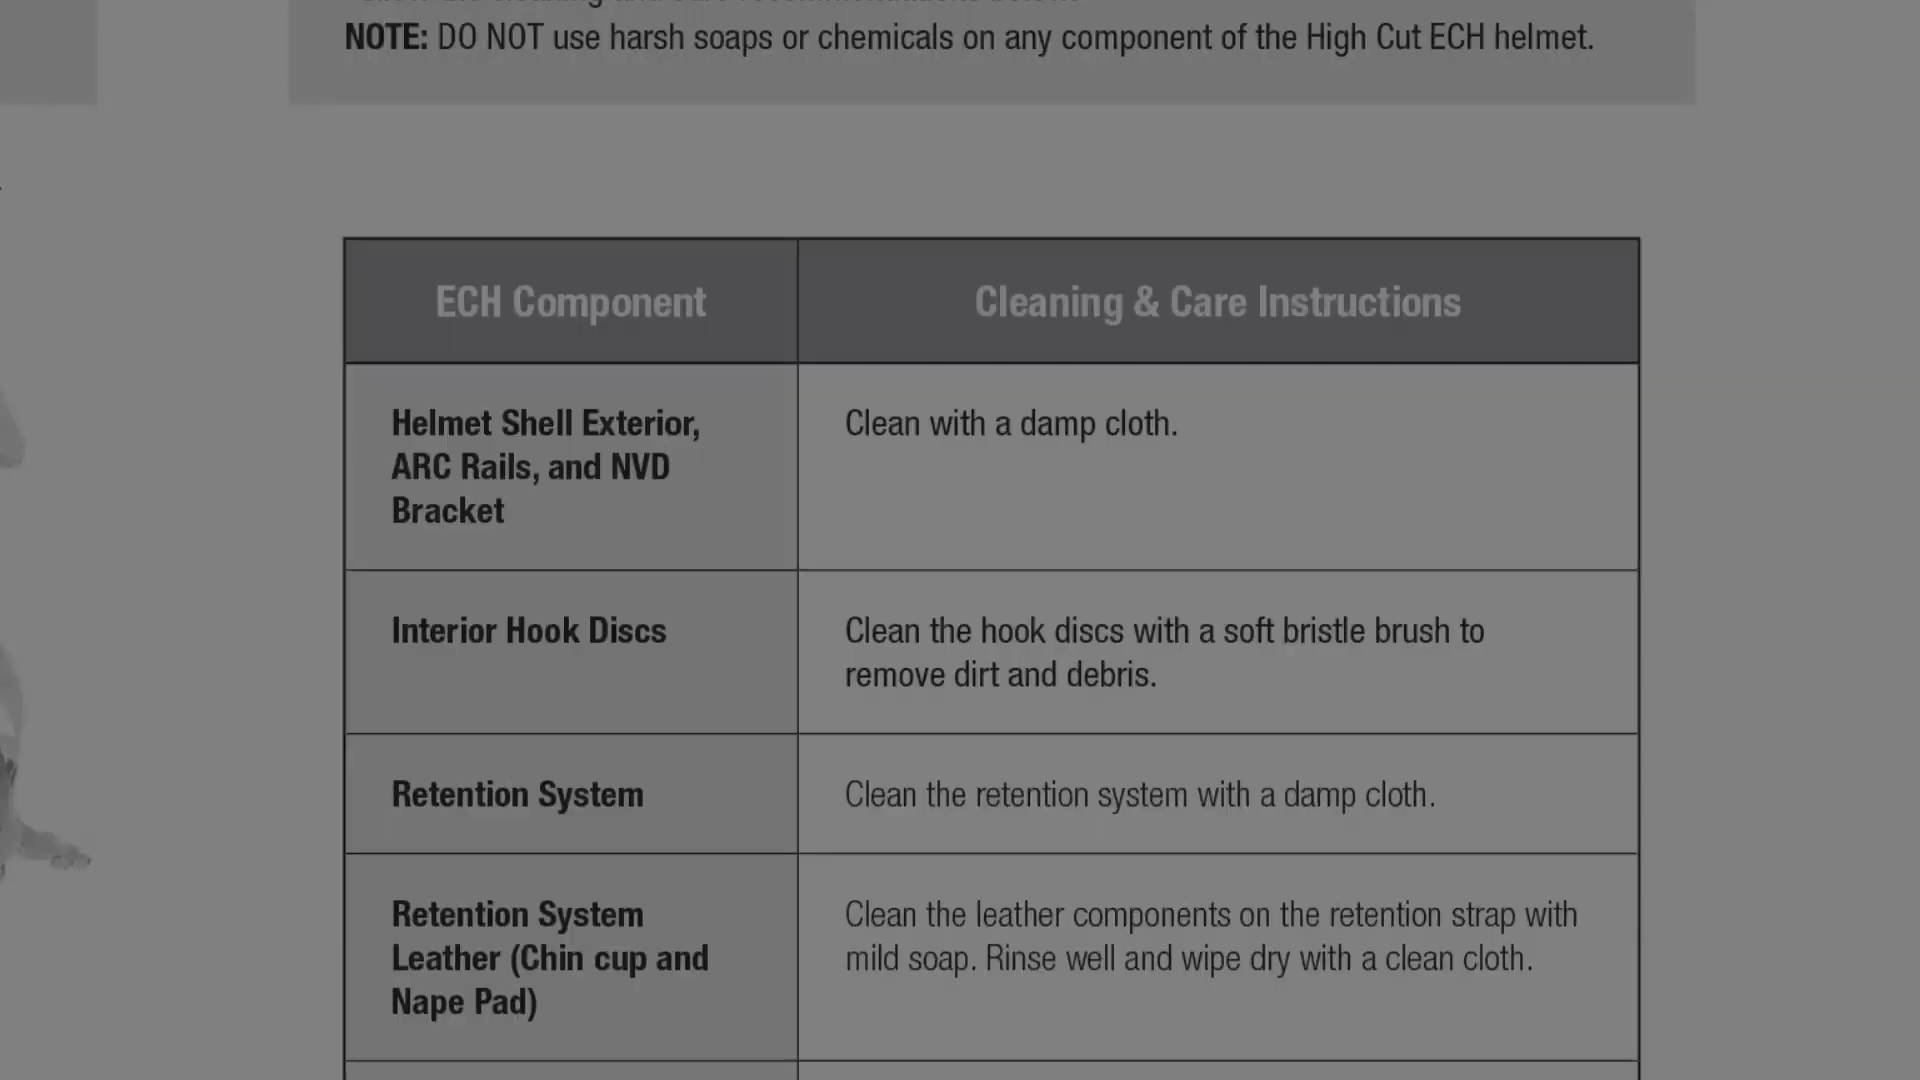 NOTE: DO NOT use harsh soaps or chemicals on any component of the High Cut ECH helmet.
ECH Component
Cleaning & Care Instructions
Helmet Shell Exterior,
ARC Rails, and NVD
Bracket
Clean with a damp cloth.
Interior Hook Discs
Clean the hook discs with a soft bristle brush to
remove dirt and debris.
Retention System
Clean the retention system with a damp cloth.
Retention System
Leather (Chin cup and
Nape Pad)
Clean the leather components on the retention strap with
mild soap. Rinse well and wipe dry with a clean cloth.